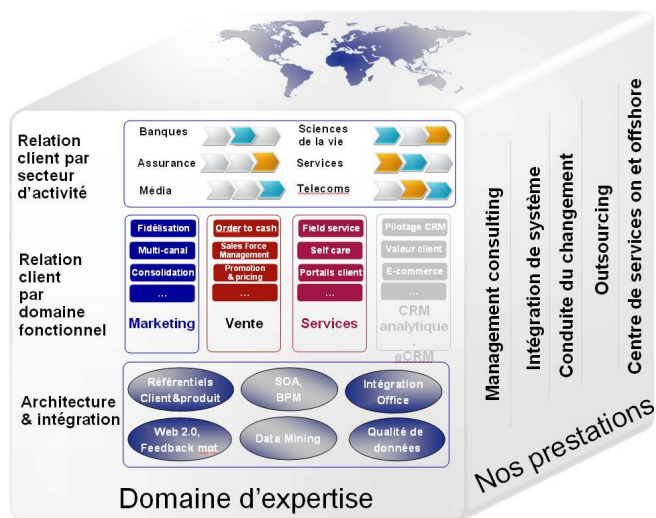 Relation
client par
secteur
d'activité
Banques
Assurance
Média
Sciences
de la vie
Services
Telecoms
Relation
client
par
domaine
fonctionnel
Fidélisation
Multi-canal
Consolidation
...
Marketing
Order to cash
Sales Force
Management
Promotion
& pricing
...
Vente
Field service
Self care
Portails client
...
Services
Pilotage CRM
Valeur client
E-commerce
...
CRM
analytique
,
eCRM
Architecture
& intégration
Référentiels
Client&produit
SOA,
BPM
Intégration
Office
Web 2.0,
Feedback mgt
Data Mining
Qualité de
données
Domaine d'expertise
Management consulting
Intégration de système
Conduite du changement
Outsourcing
Centre de services on et offshore
Nos prestations